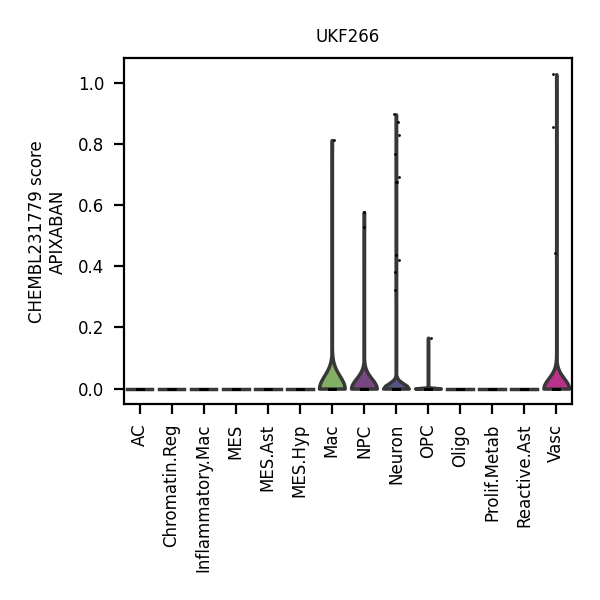 UKF266
CHEMBL231779 score
APIXABAN
1.0
0.8
0.6
0.4
0.2
0.0
AC
Chromatin.Reg
Inflammatory.Mac
MES
MES.Ast
MES.Hyp
Mac
NPC
Neuron
OPC
Oligo
Prolif.Metab
Reactive.Ast
Vasc